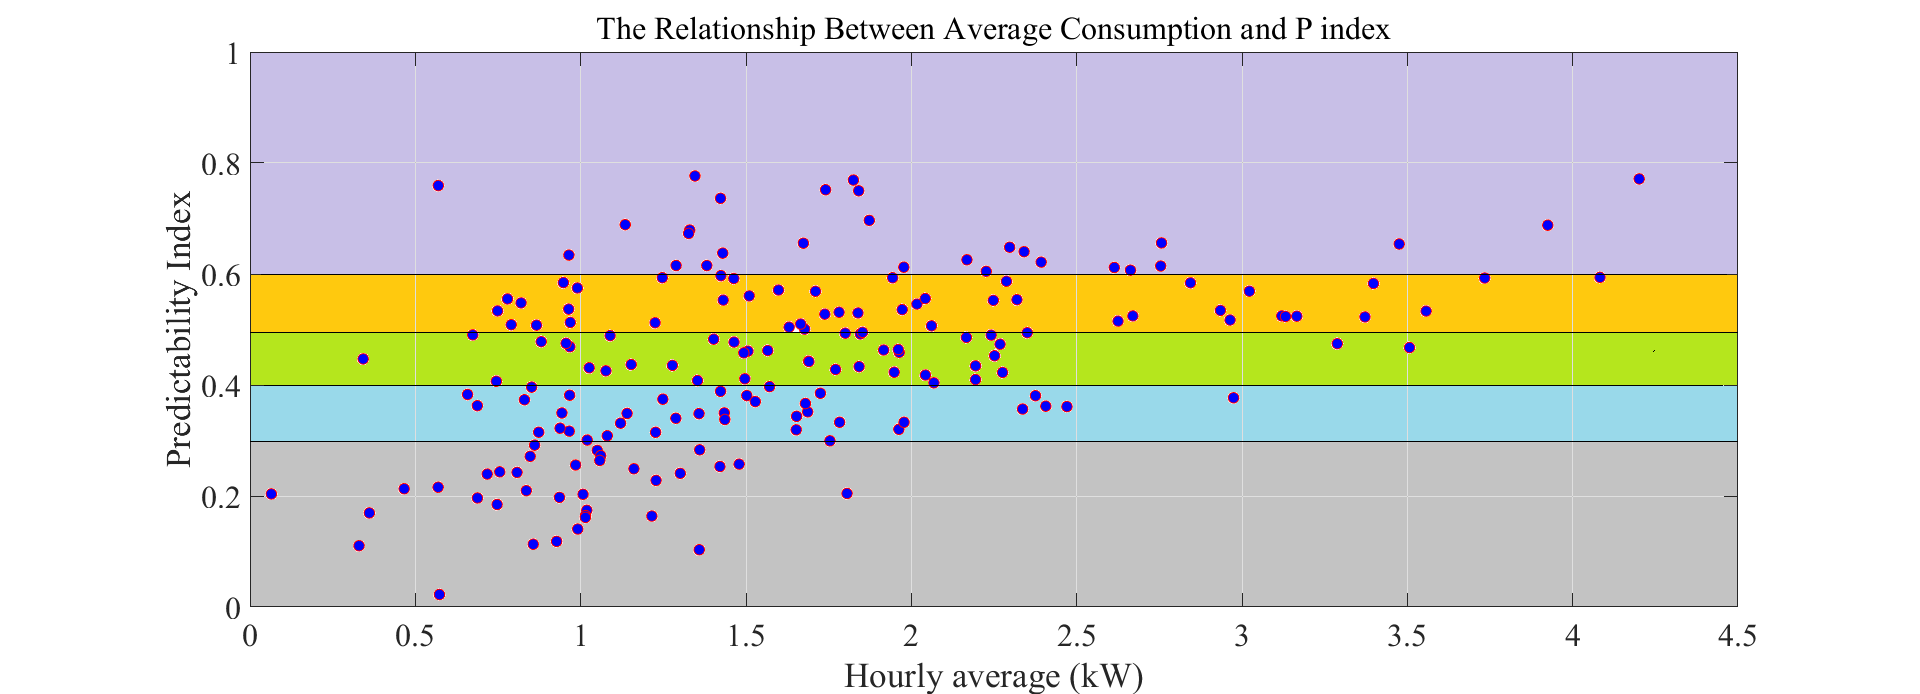 The Relationship Between Average Consumption and P index
1
0.8
0.6
0.4
0.2
0
Predictability Index
0 0.5 1 1.5 2 2.5 3 3.5 4 4.5
Hourly average (kW)